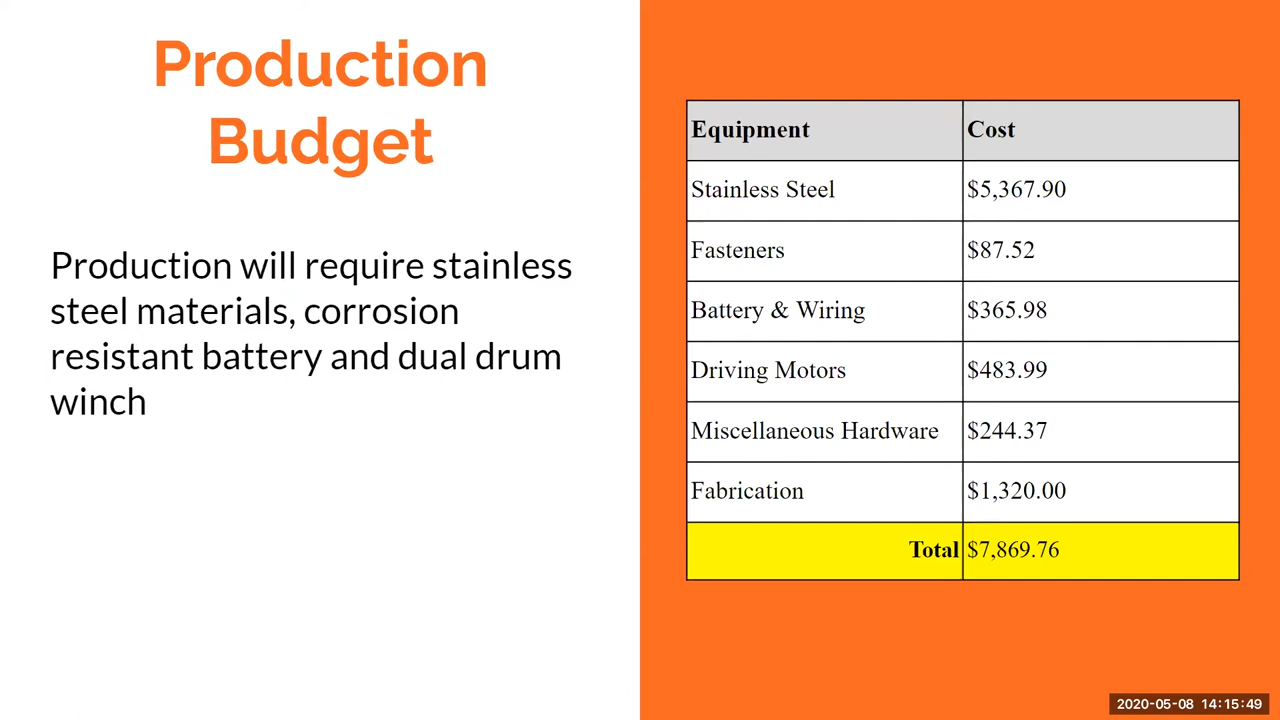 Production
Budget
Production will require stainless
steel materials, corrosion
resistant battery and dual drum
winch
Equipment Cost
Stainless Steel $5,367.90
Fasteners $87.52
Battery & Wiring $365.98
Driving Motors $483.99
Miscellaneous Hardware $244.37
Fabrication $1,320.00
Total $7,869.76
2020-05-08 14:15:49